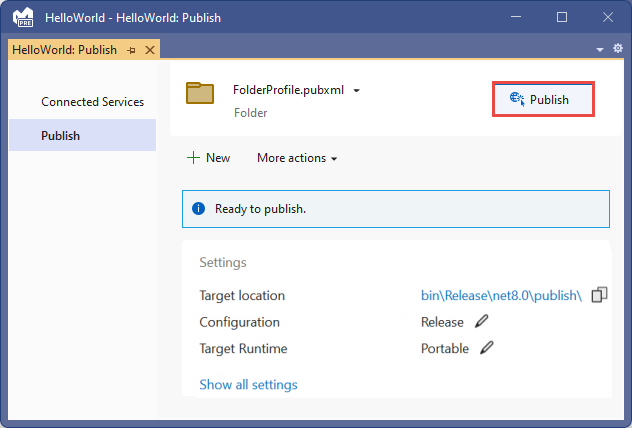 PRE HelloWorld - HelloWorld: Publish
HelloWorld: Publish
Connected Services
Publish
FolderProfile.pubxml
Folder
Publish
New
More actions
Ready to publish.
Settings
Target location bin\Release\net8.0\publish\
Configuration Release
Target Runtime Portable
Show all settings